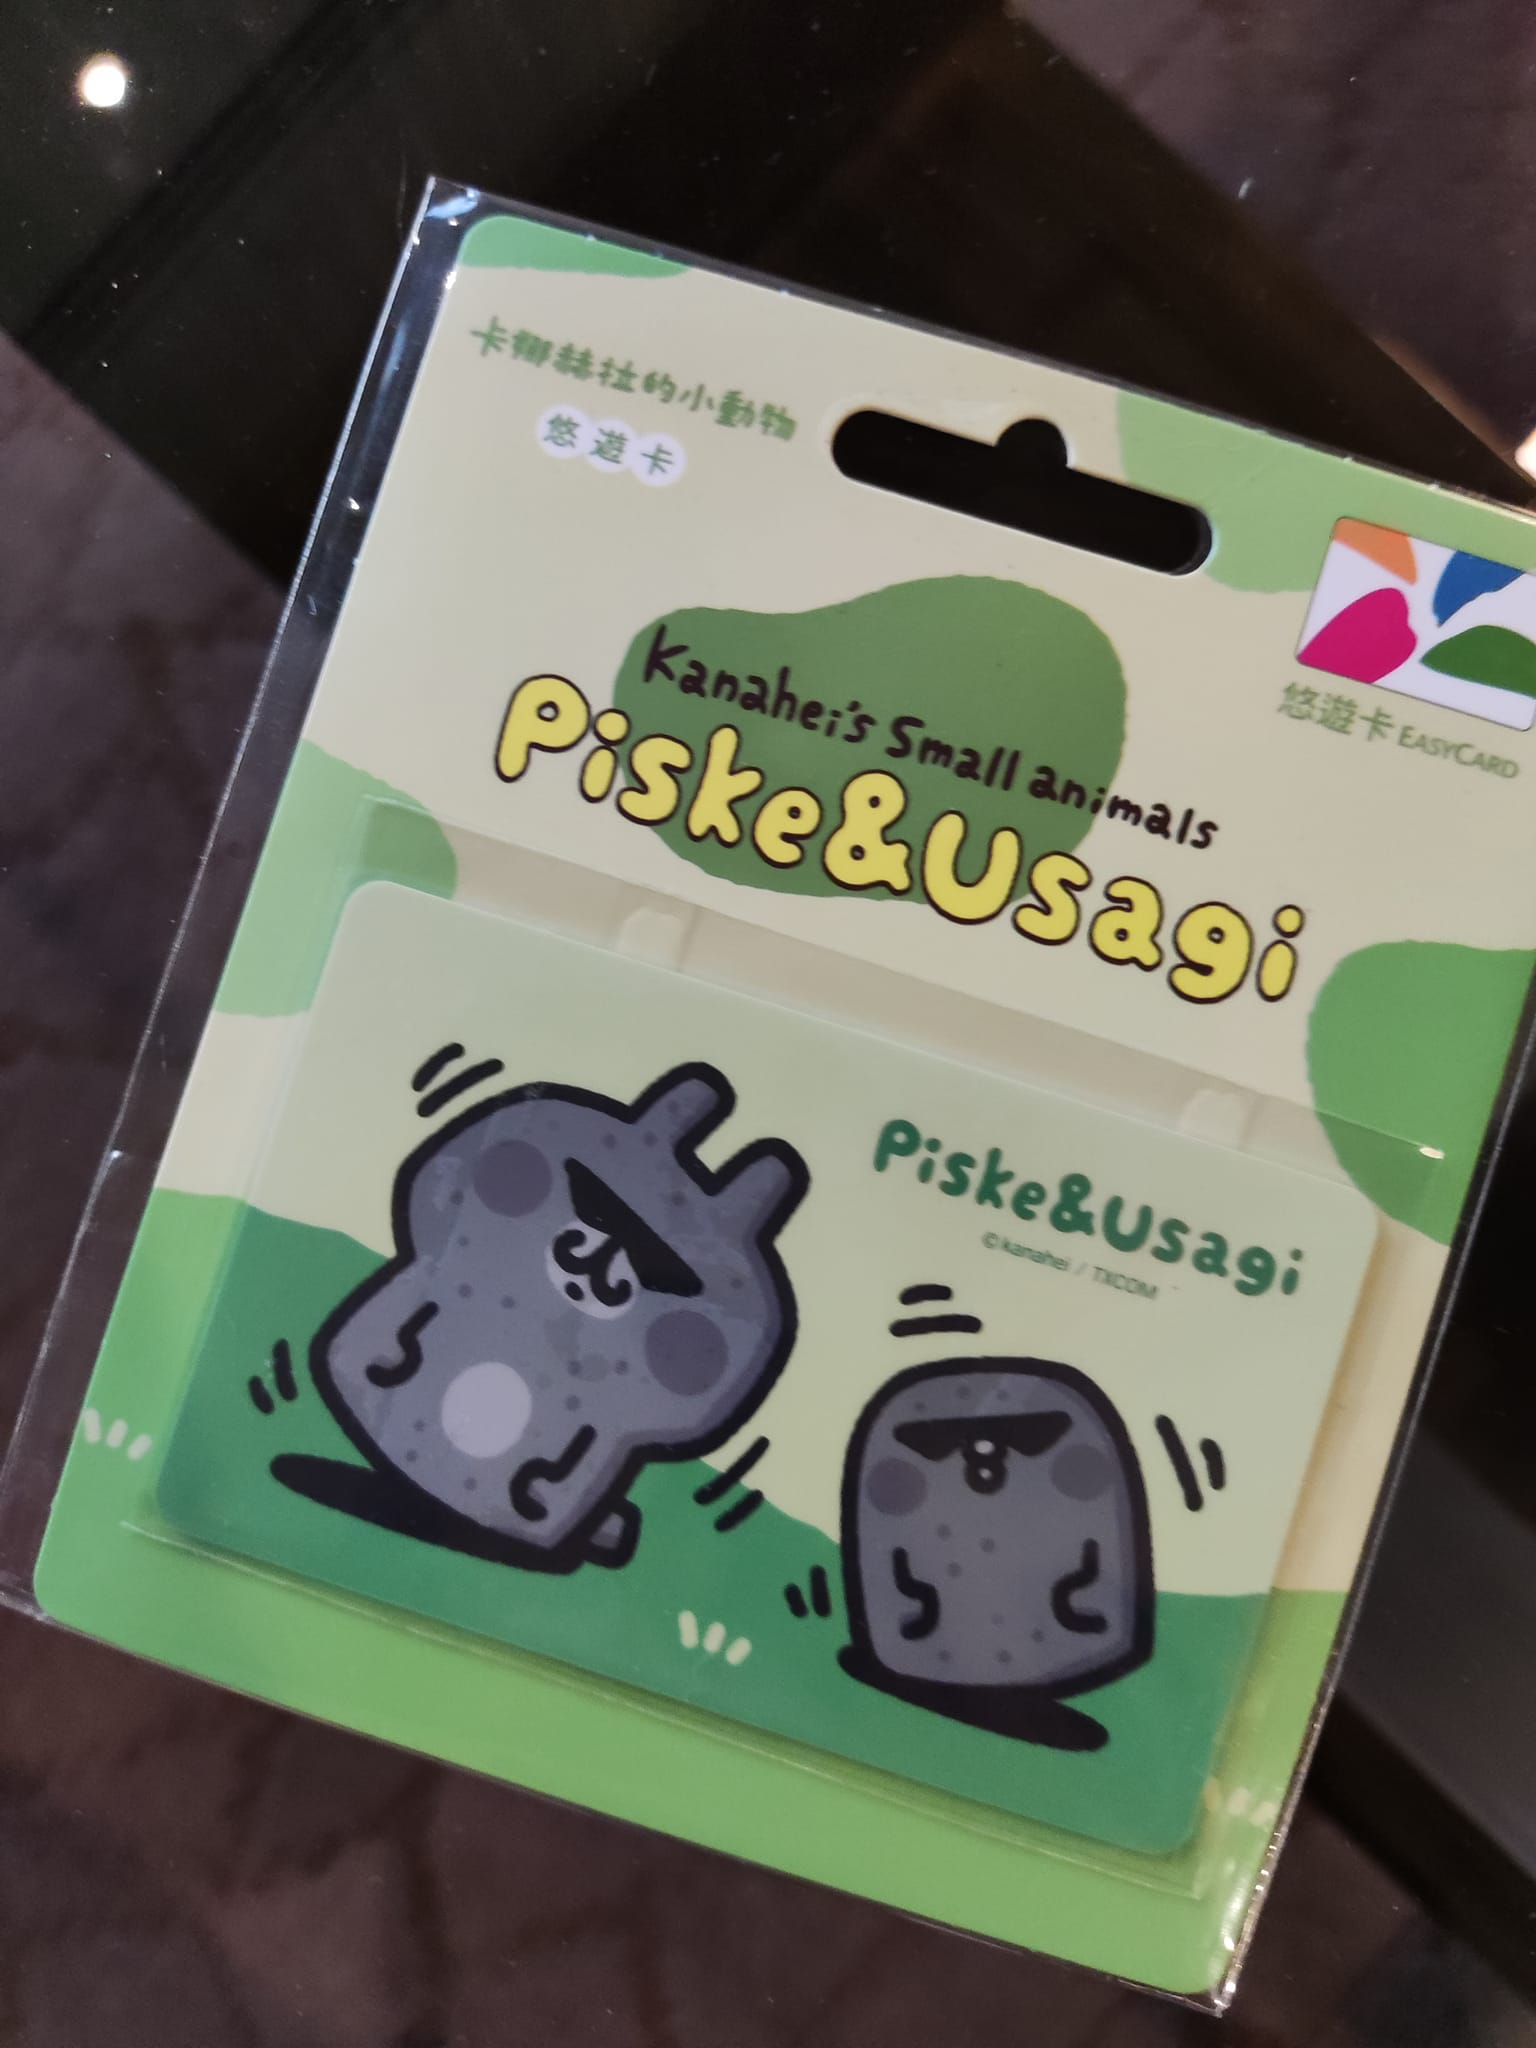 卡娜赫拉的小動物
悠遊卡
Kanahei's Small animals
Piske&Usagi
悠遊卡 EASYCARD
Piske&Usagi
©kanahei / TXCOM